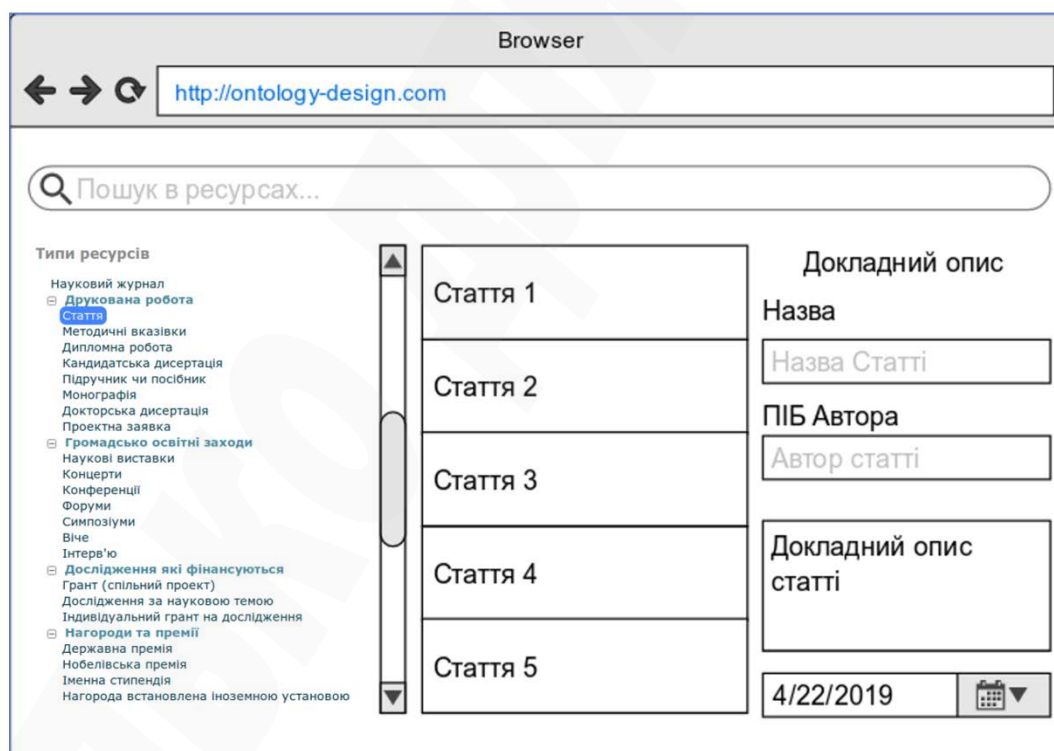 Browser
http://ontology-design.com
Пошук в ресурсах...
Типи ресурсів
Науковий журнал
Друкована робота
Стаття
Методичні вказівки
Дипломна робота
Кандидатська дисертація
Підручник чи посібник
Монографія
Докторська дисертація
Проектна заявка
Громадсько освітні заходи
Наукові виставки
Концерти
Конференції
Форуми
Симпозіуми
Віче
Інтерв'ю
Дослідження які фінансуються
Грант (спільний проект)
Дослідження за науковою темою
Індивідуальний грант на дослідження
Нагороди та премії
Державна премія
Нобелівська премія
Іменна стипендія
Нагорода встановлена іноземною установою
Стаття 1
Стаття 2
Стаття 3
Стаття 4
Стаття 5
Докладний опис
Назва
Назва Статті
ПІБ Автора
Автор статті
Докладний опис
статті
4/22/2019